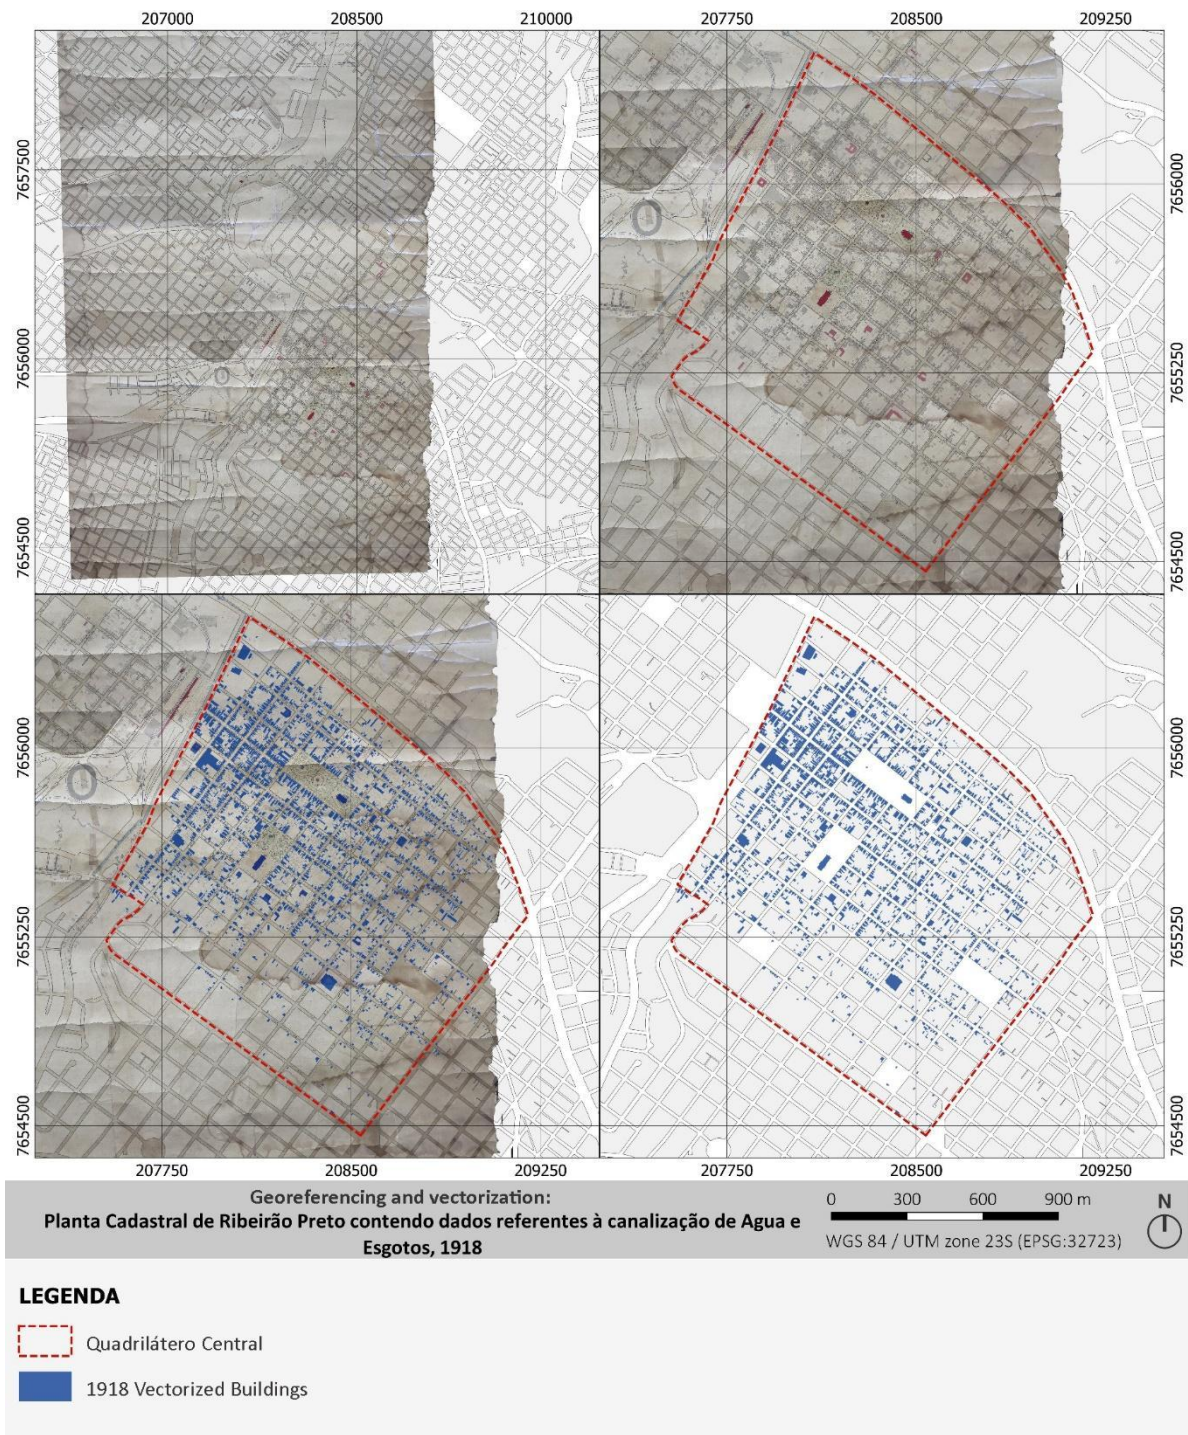 207000 208500 210000 207750 208500 209250
7657500
7656000
7656000
7655250
7654500
7654500
7656000
7656000
7655250
7655250
7654500
7654500
207750 208500 209250 207750 208500 209250
Georeferencing and vectorization:
Planta Cadastral de Ribeirão Preto contendo dados referentes à canalização de Agua e
Esgotos, 1918
0 300 600 900 m
WGS 84 / UTM zone 23S (EPSG:32723)
N
LEGENDA
Quadrilátero Central
1918 Vectorized Buildings